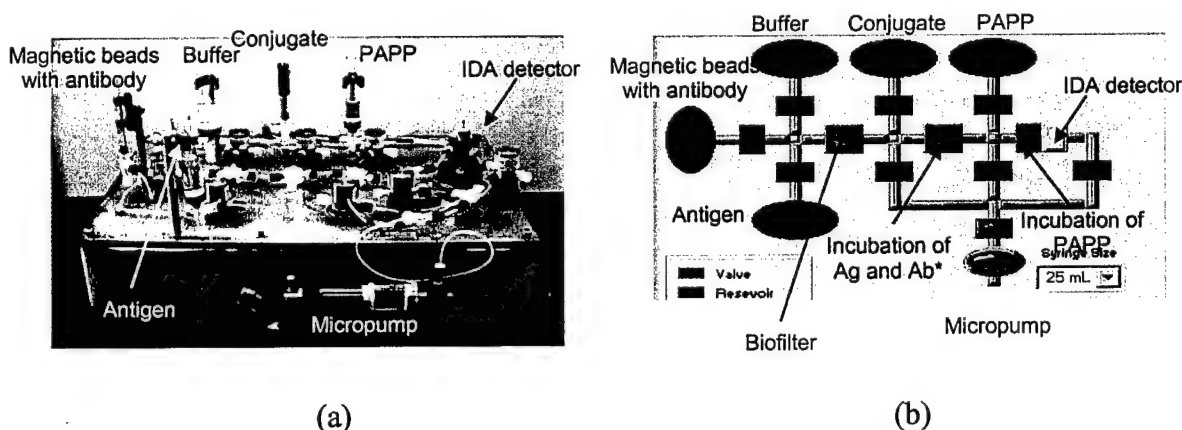 Conjugate
Magnetic beads
with antibody
Buffer
PAPP
IDA detector
Antigen
Micropump
(a)
Buffer
Conjugate
PAPP
Magnetic beads
with antibody
IDA detector
Antigen
Incubation of
Ag and Ab*
Incubation of
PAPP
Syringe Size
25 mL
Valve
Resevoir
Biofilter
Micropump
(b)